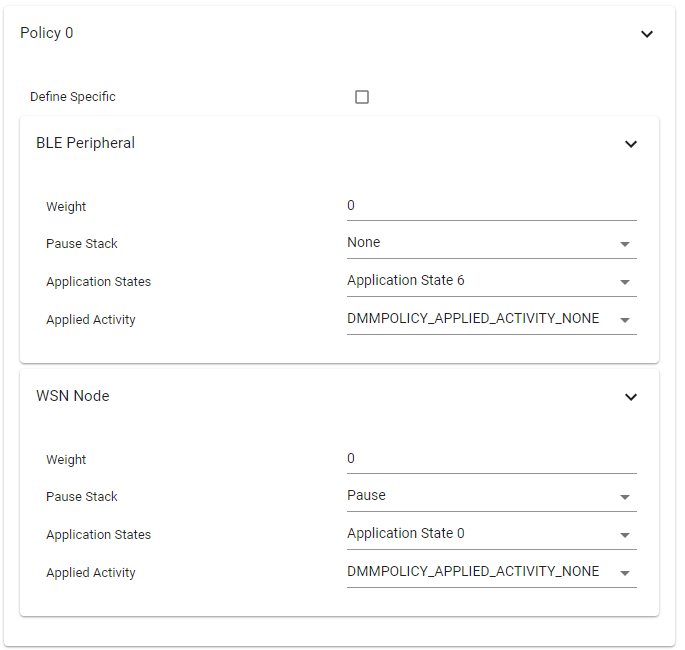 Policy 0
Define Specific
BLE Peripheral
Weight 0
Pause Stack None
Application States Application State 6
Applied Activity DMMPOLICY_APPLIED_ACTIVITY_NONE
WSN Node
Weight 0
Pause Stack Pause
Application States Application State 0
Applied Activity DMMPOLICY_APPLIED_ACTIVITY_NONE